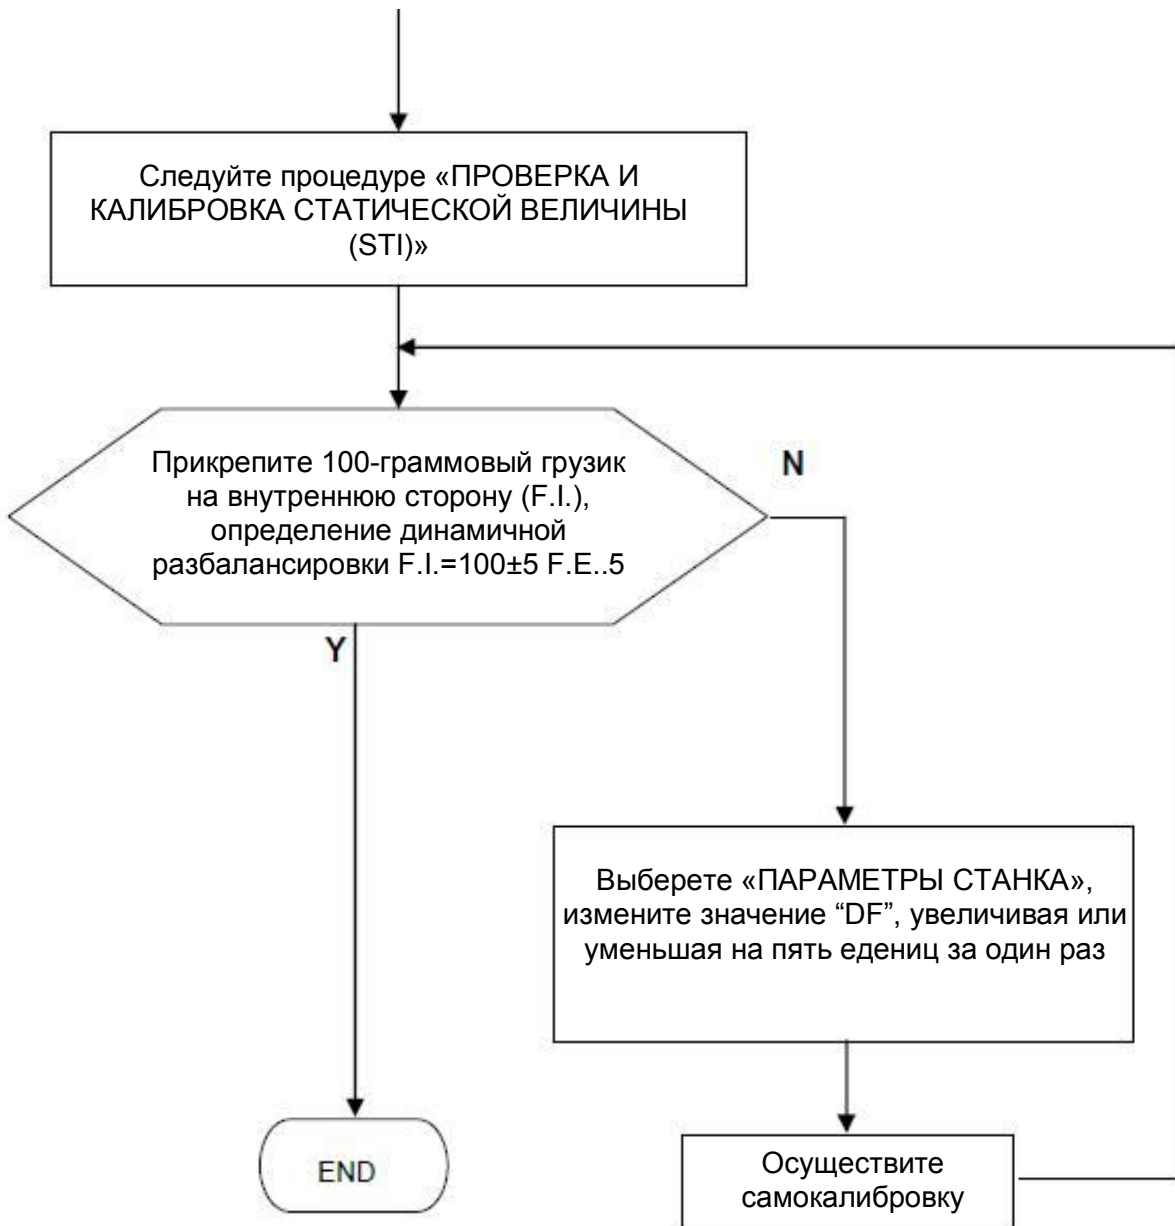 Следуйте процедуре «ПРОВЕРКА И
КАЛИБРОВКА СТАТИЧЕСКОЙ ВЕЛИЧИНЫ
(STI)»
Прикрепите 100-граммовый грузик
на внутреннюю сторону (F.I.),
определение динамичной
разбалансировки F.I.=100±5 F.E..5
N
Y
Выберете «ПАРАМЕТРЫ СТАНКА»,
измените значение “DF”, увеличивая или
уменьшая на пять едениц за один раз
END
Осуществите
самокалибровку